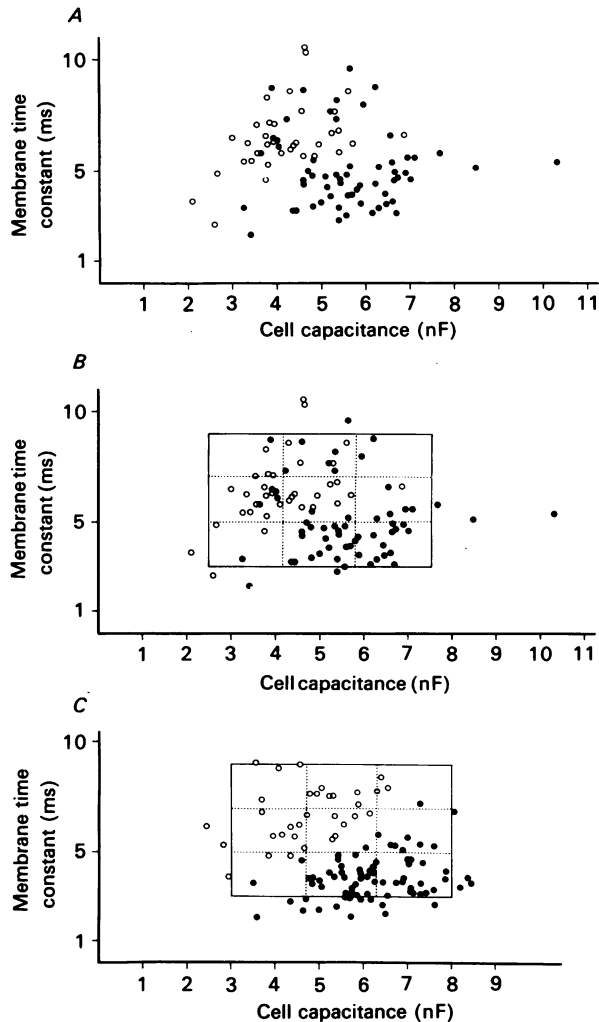 A
Membrane time
constant (ms)
10
5
1
1 2 3 4 5 6 7 8 9 10 11
Cell capacitance (nF)
B
Membrane time
constant (ms)
10
5
1
1 2 3 4 5 6 7 8 9 10 11
Cell capacitance (nF)
C
Membrane time
constant (ms)
10
5
1
1 2 3 4 5 6 7 8 9
Cell capacitance (nF)